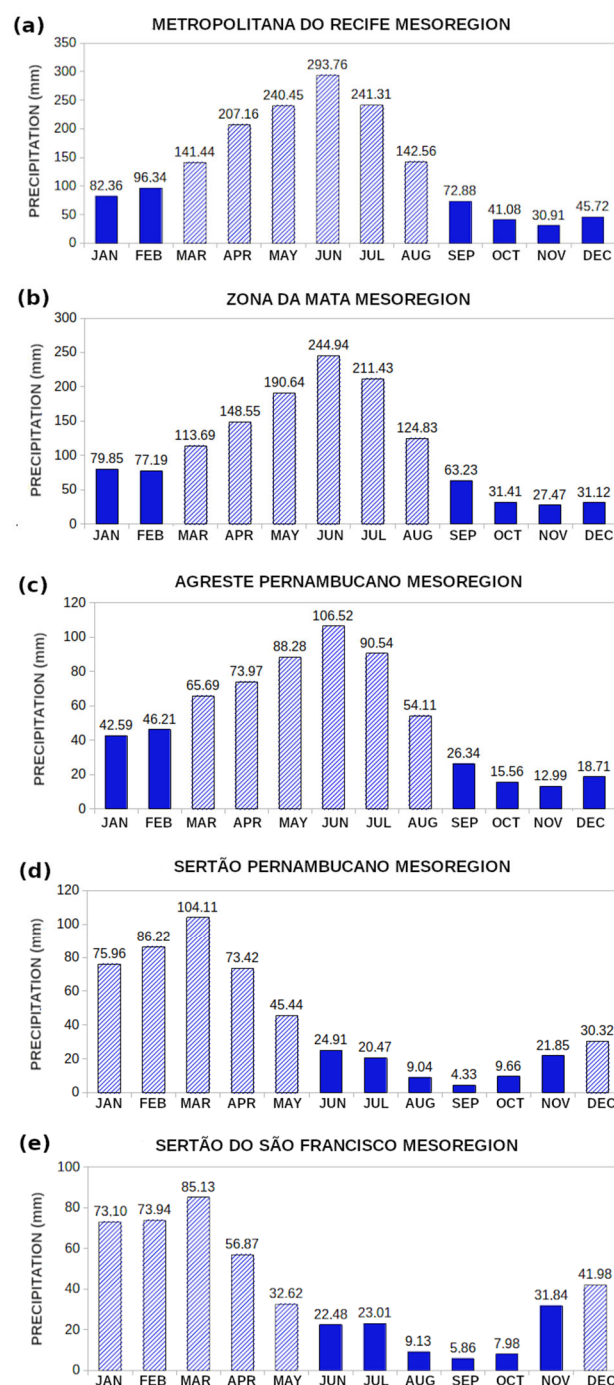 (a) METROPOLITANA DO RECIFE MESOREGION
PRECIPITATION (mm)
350
300
250
200
150
100
50
0
82.36 96.34 141.44 207.16 240.45 293.76 241.31 142.56 72.88 41.08 30.91 45.72
JAN FEB MAR APR MAY JUN JUL AUG SEP OCT NOV DEC
(b) ZONA DA MATA MESOREGION
PRECIPITATION (mm)
300
250
200
150
100
50
0
79.85 77.19 113.69 148.55 190.64 244.94 211.43 124.83 63.23 31.41 27.47 31.12
JAN FEB MAR APR MAY JUN JUL AUG SEP OCT NOV DEC
(c) AGRESTE PERNAMBUCANO MESOREGION
PRECIPITATION (mm)
120
100
80
60
40
20
0
42.59 46.21 65.69 73.97 88.28 106.52 90.54 54.11 26.34 15.56 12.99 18.71
JAN FEB MAR APR MAY JUN JUL AUG SEP OCT NOV DEC
(d) SERTÃO PERNAMBUCANO MESOREGION
PRECIPITATION (mm)
120
100
80
60
40
20
0
75.96 86.22 104.11 73.42 45.44 24.91 20.47 9.04 4.33 9.66 21.85 30.32
JAN FEB MAR APR MAY JUN JUL AUG SEP OCT NOV DEC
(e) SERTÃO DO SÃO FRANCISCO MESOREGION
PRECIPITATION (mm)
100
80
60
40
20
0
73.10 73.94 85.13 56.87 32.62 22.48 23.01 9.13 5.86 7.98 31.84 41.98
JAN FEB MAR APR MAY JUN JUL AUG SEP OCT NOV DEC